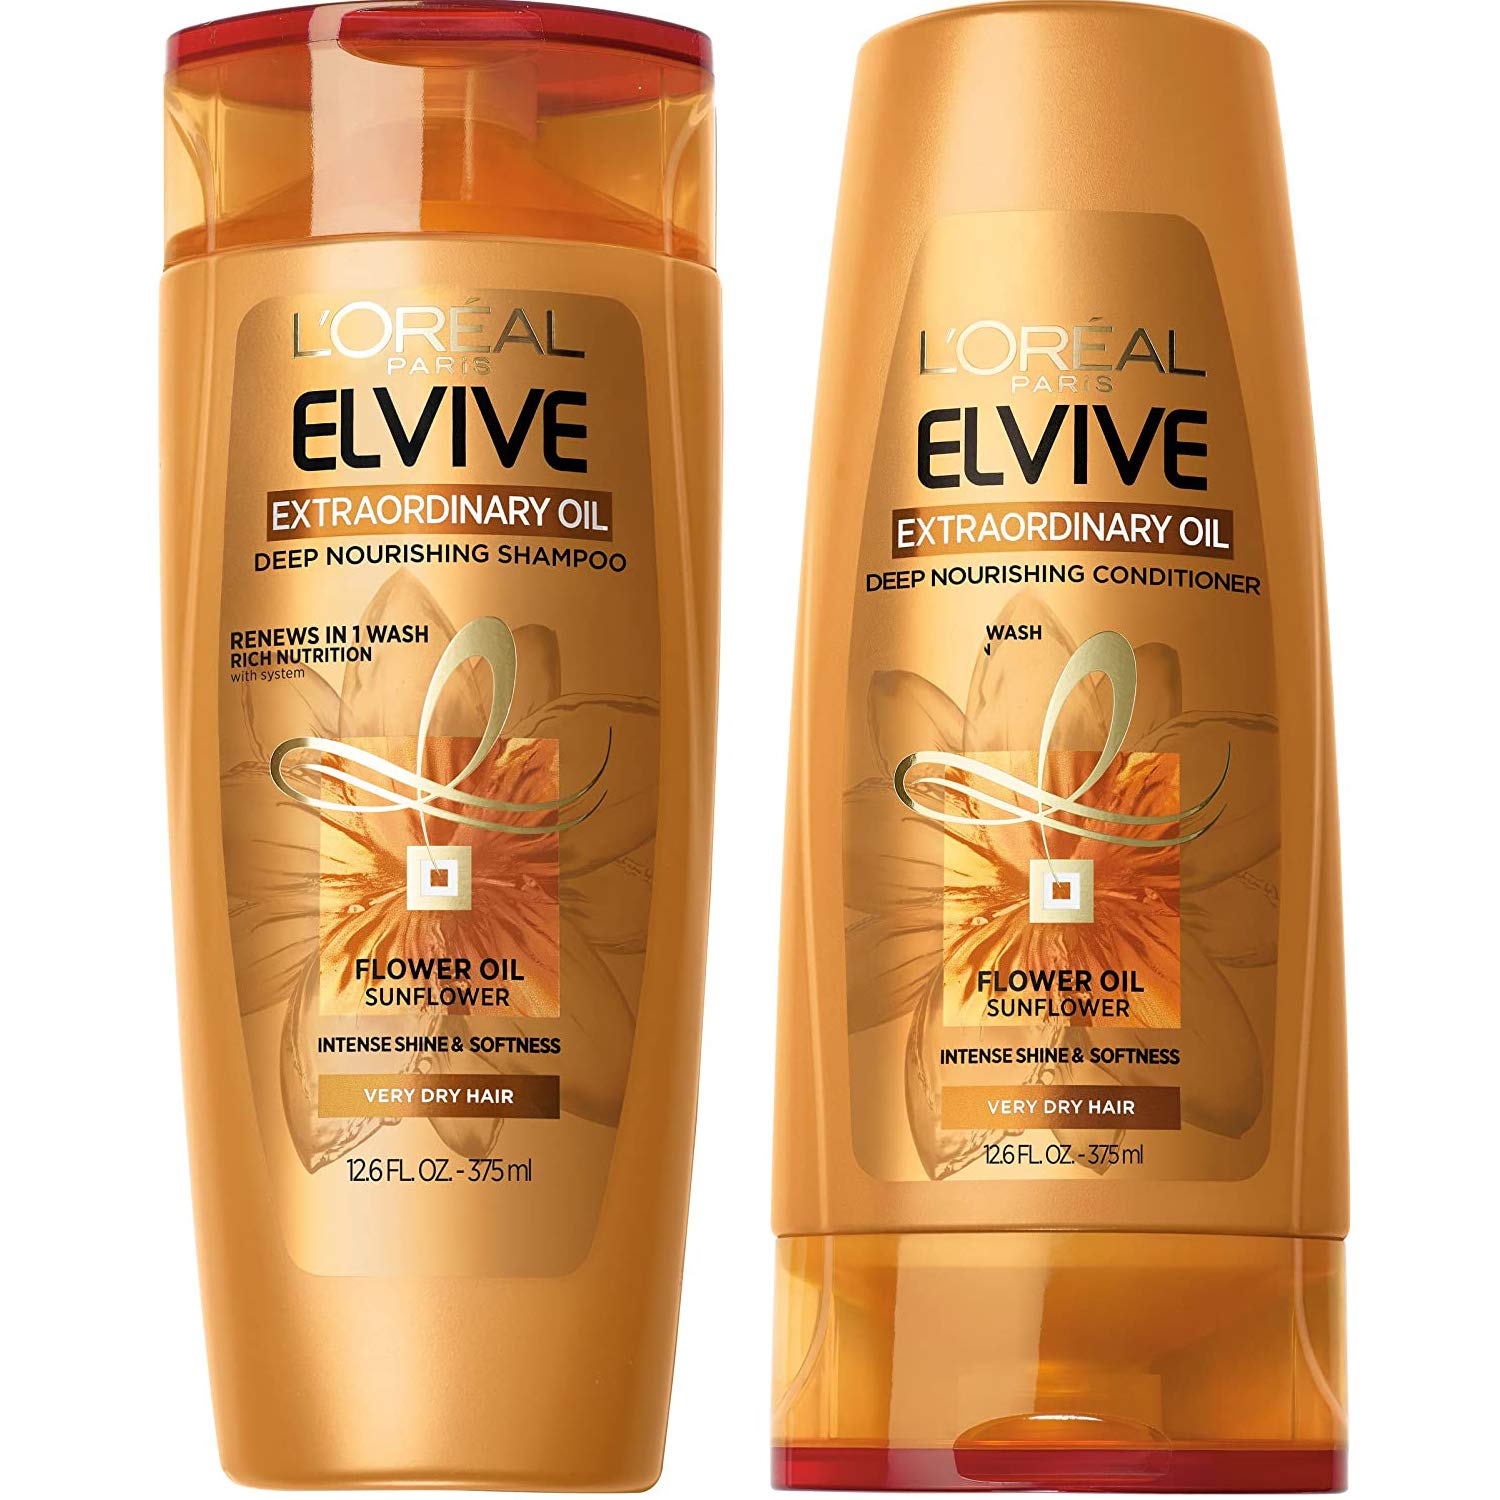 L'ORÉAL
PARIS
ELVIVE
EXTRAORDINARY OIL
DEEP NOURISHING SHAMPOO
RENEWS IN 1 WASH
RICH NUTRITION
with system
FLOWER OIL
SUNFLOWER
INTENSE SHINE & SOFTNESS
VERY DRY HAIR
12.6 FL. OZ. - 375 ml
L'ORÉAL
PARIS
ELVIVE
EXTRAORDINARY OIL
DEEP NOURISHING CONDITIONER
WASH
FLOWER OIL
SUNFLOWER
INTENSE SHINE & SOFTNESS
VERY DRY HAIR
12.6 FL. OZ. - 375 ml